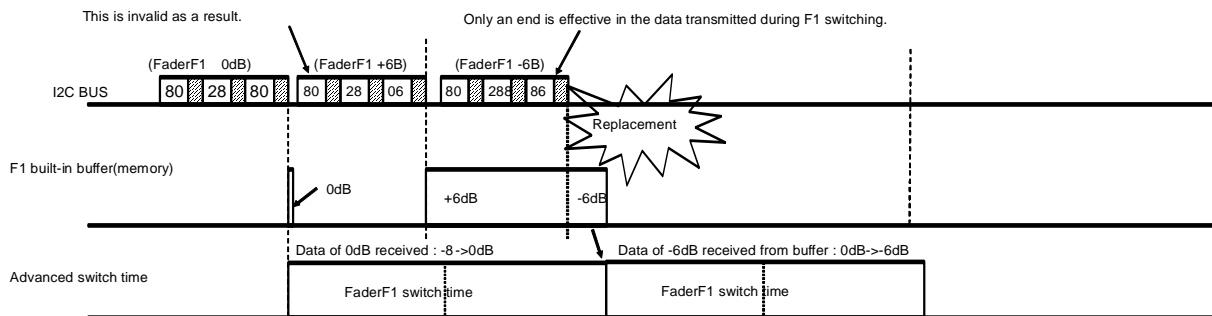 This is invalid as a result.
Only an end is effective in the data transmitted during F1 switching.
(FaderF1 0dB)
(FaderF1 +6B)
(FaderF1 -6B)
I2C BUS
80 28 80
80 28 06
80 288 86
Replacement
F1 built-in buffer(memory)
0dB
+6dB
-6dB
Data of 0dB received : -8->0dB
Data of -6dB received from buffer : 0dB->-6dB
Advanced switch time
FaderF1 switch time
FaderF1 switch time